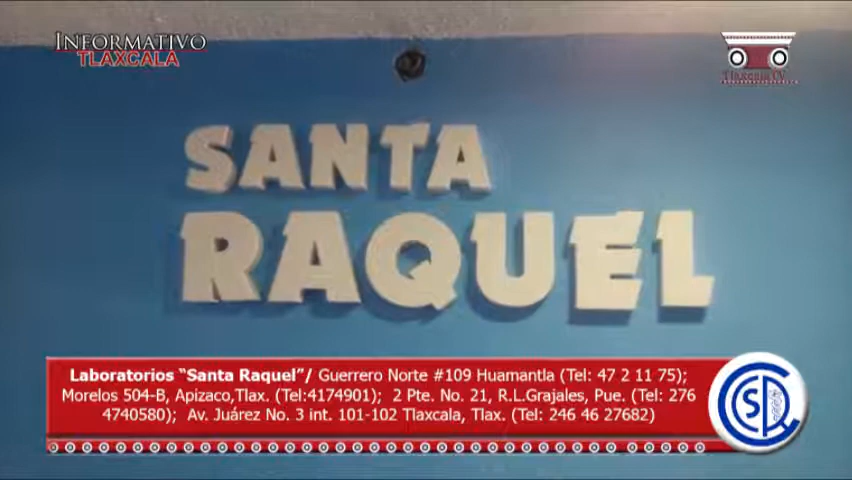 INFORMATIVO
TLAXCALA
Tlaxcala TV
SANTA
RAQUEL
Laboratorios “Santa Raquel”/ Guerrero Norte #109 Huamantla (Tel: 47 2 11 75);
Morelos 504-B, Apizaco,Tlax. (Tel:4174901); 2 Pte. No. 21, R.L.Grajales, Pue. (Tel: 276
4740580); Av. Juárez No. 3 int. 101-102 Tlaxcala, Tlax. (Tel: 246 46 27682)